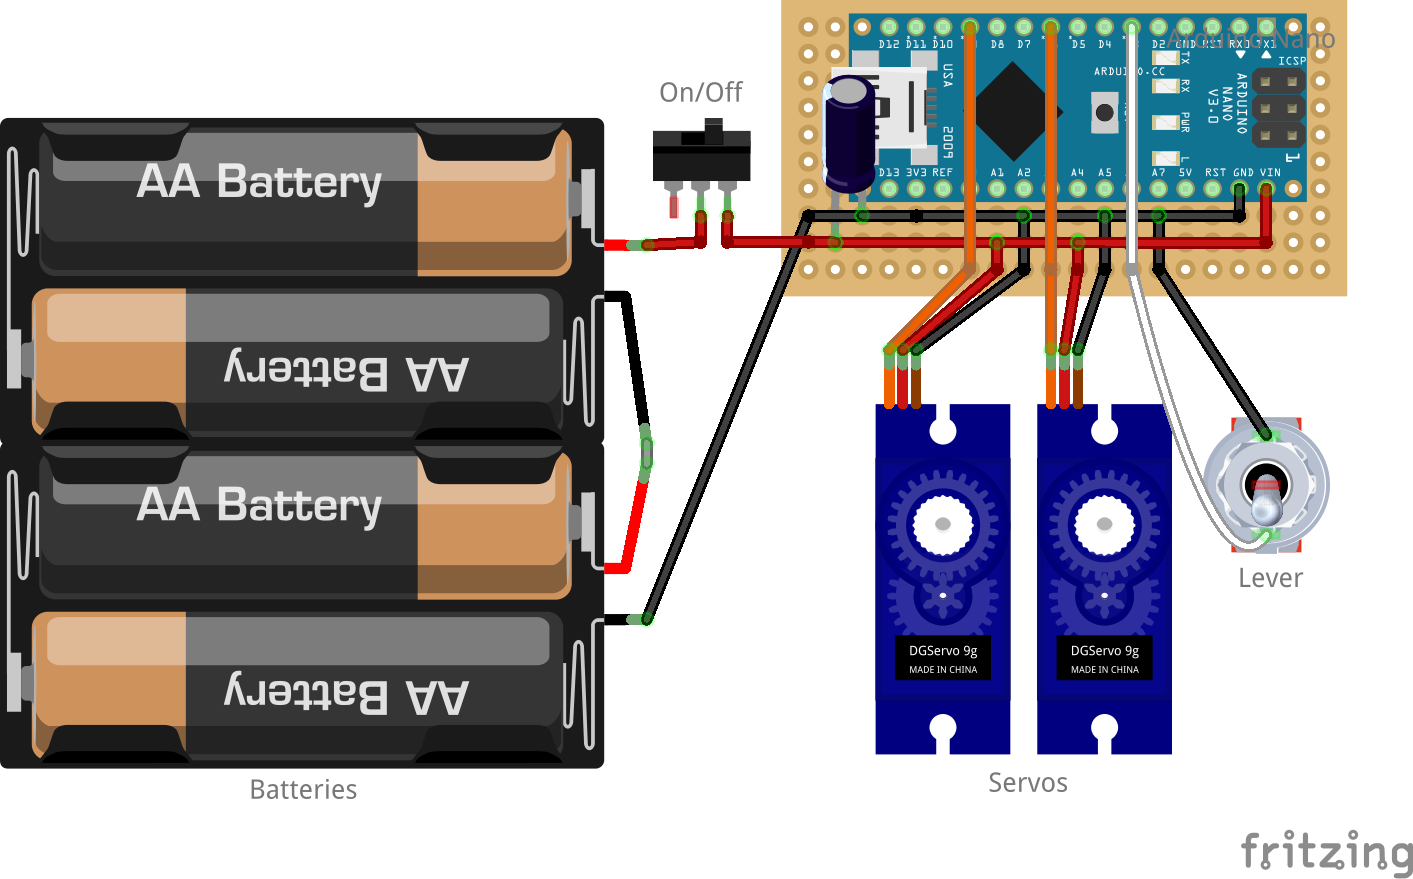 On/Off
Arduino Nano
D12 D11 D10 D8 D7 D5 D4 D2 GND RST RX0 TX1
ICSP
ARDUINO.CC
USA
2009
TX
RX
PWR
L
ARDUINO
NANO
V3.0
1
D13 3V3 REF A1 A2 A4 A5 A7 5V RST GND VIN
AA Battery
AA Battery
AA Battery
AA Battery
Batteries
DGServo 9g
MADE IN CHINA
DGServo 9g
MADE IN CHINA
Servos
Lever
fritzing